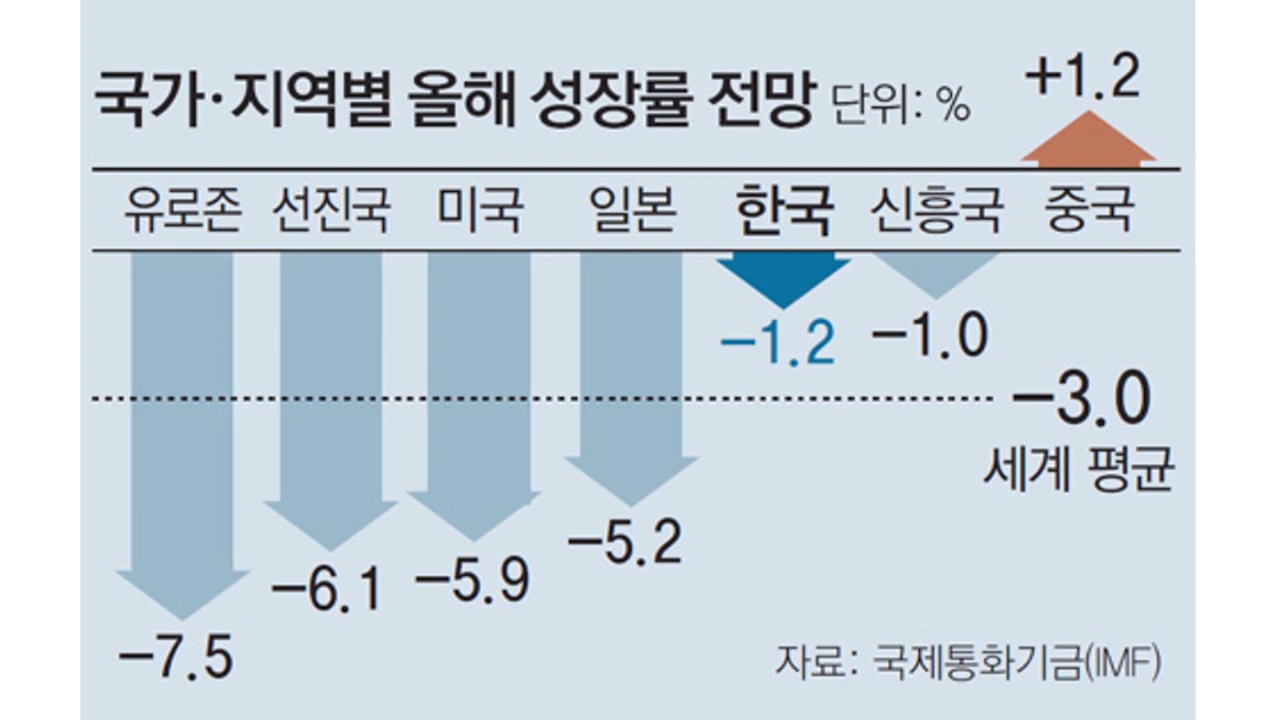 국가·지역별 올해 성장률 전망 단위: %
+1.2
유로존 선진국 미국 일본 한국 신흥국 중국
−1.2
−1.0
−3.0
세계 평균
−5.2
−5.9
−6.1
−7.5
자료: 국제통화기금(IMF)